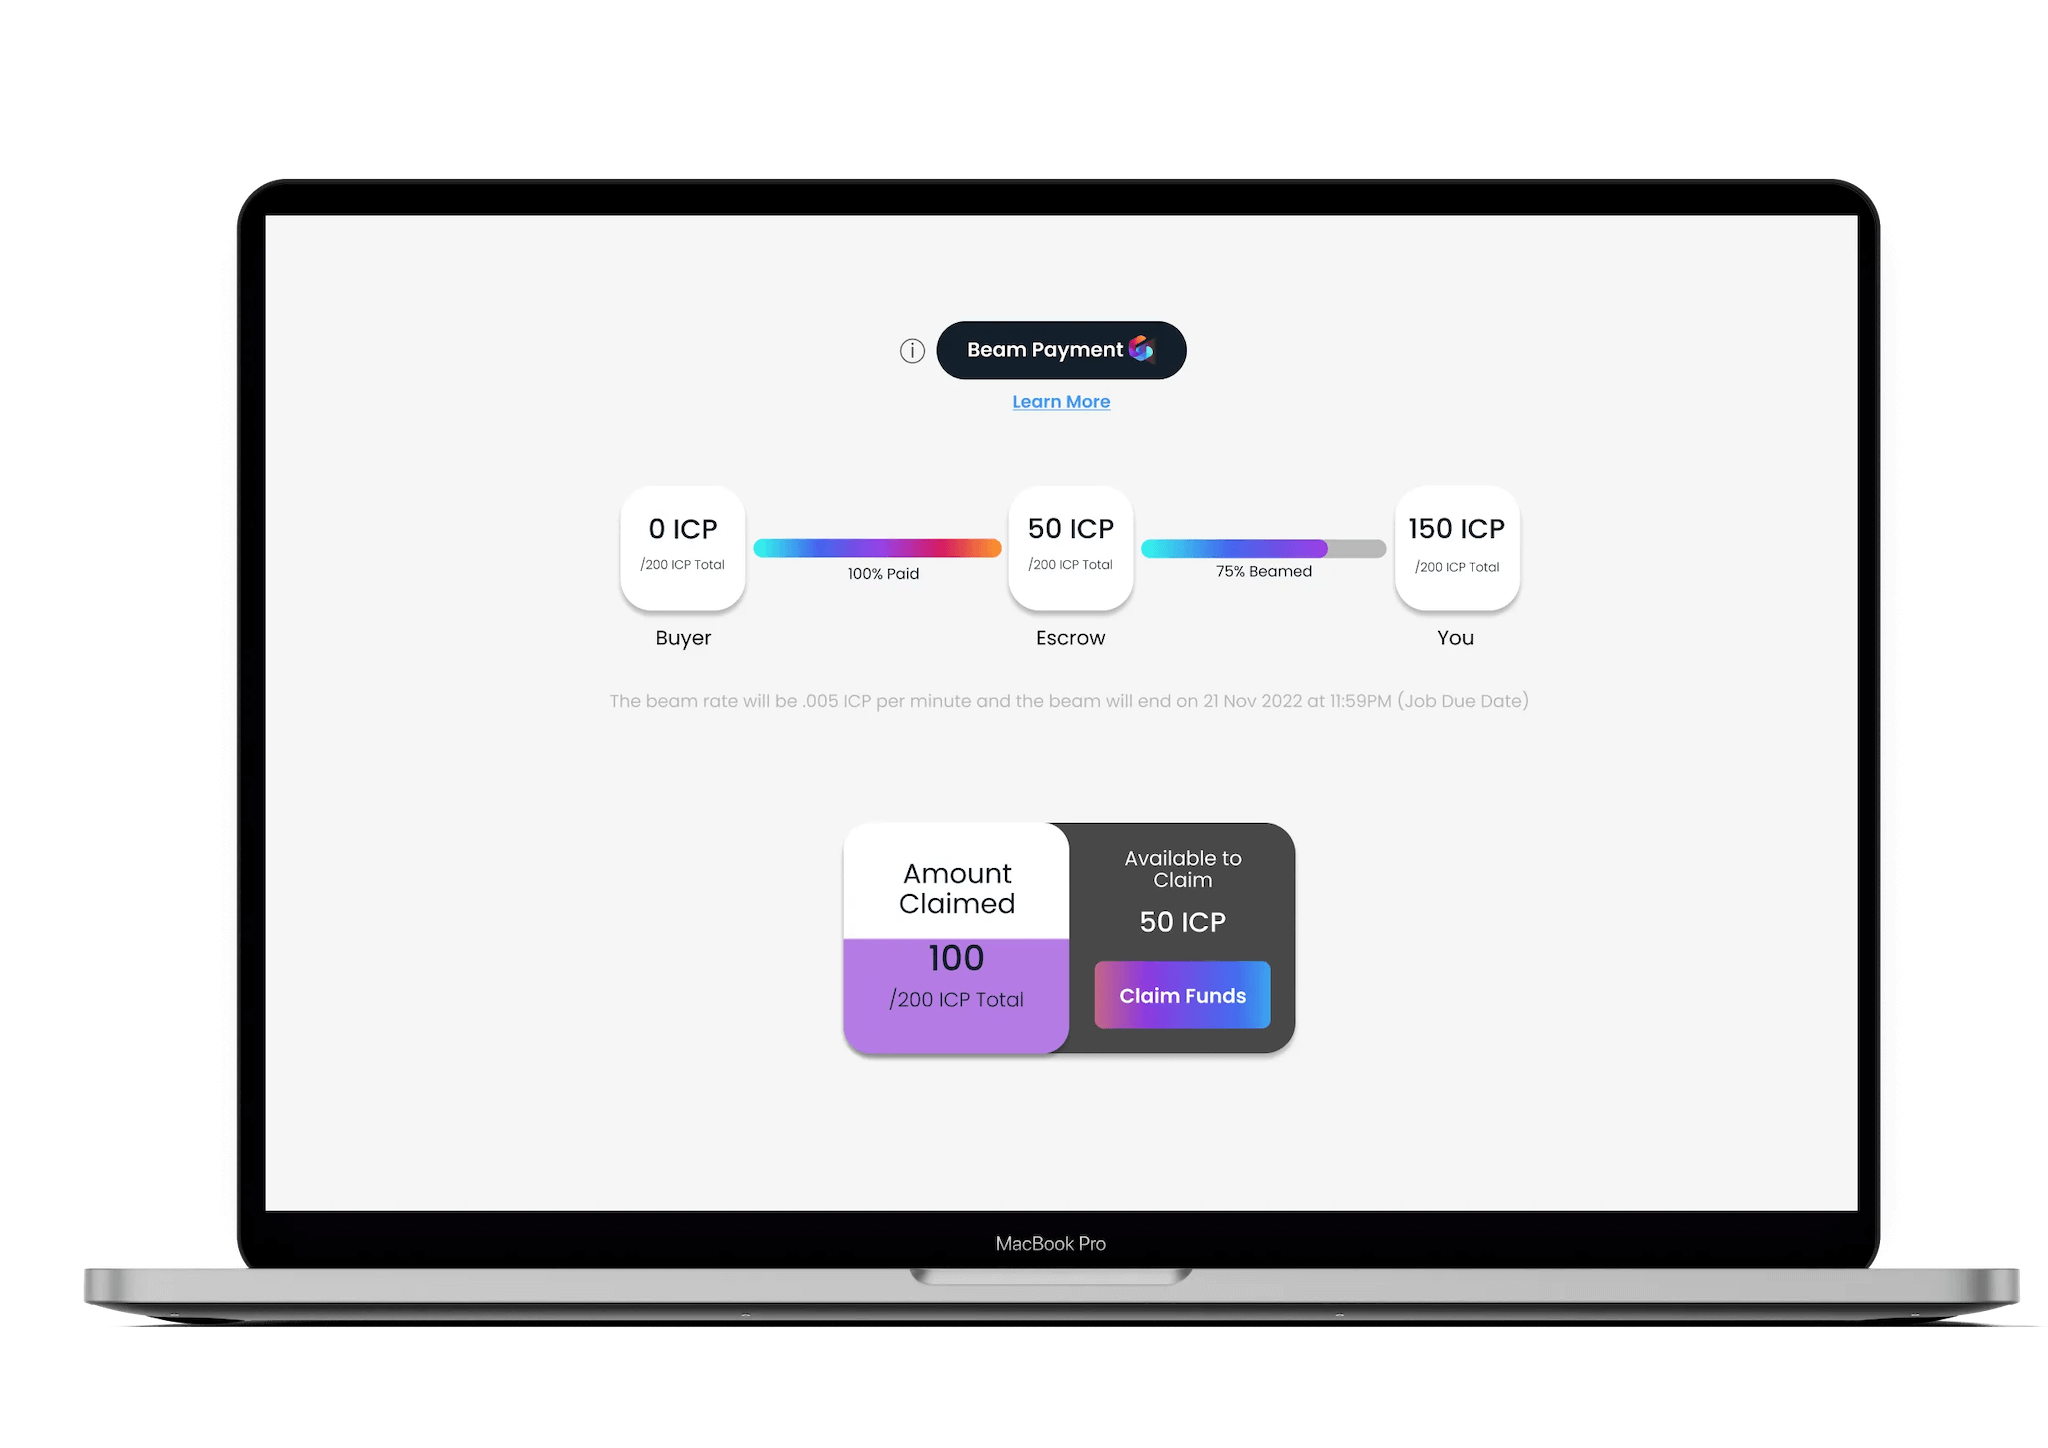 ⓘ Beam Payment
Learn More
0 ICP
/200 ICP Total
100% Paid
50 ICP
/200 ICP Total
75% Beamed
150 ICP
/200 ICP Total
Buyer
Escrow
You
The beam rate will be .005 ICP per minute and the beam will end on 21 Nov 2022 at 11:59PM (Job Due Date)
Amount
Claimed
100
/200 ICP Total
Available to
Claim
50 ICP
Claim Funds
MacBook Pro